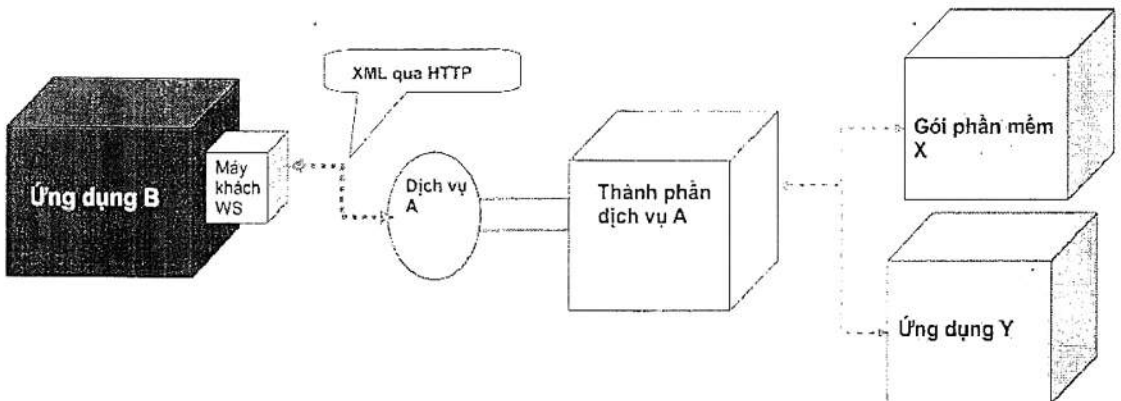 XML qua HTTP
Ứng dụng B
Máy
khách
WS
Dịch vụ
A
Thành phần
dịch vụ A
Gói phần mềm
X
Ứng dụng Y